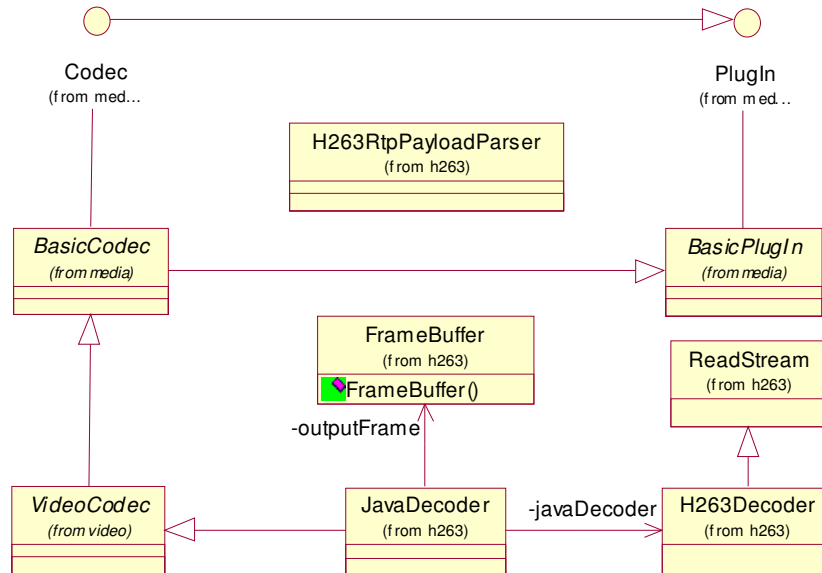 Codec
(from med...
PlugIn
(from med...
H263RtpPayloadParser
(from h263)
BasicCodec
(from media)
BasicPlugIn
(from media)
FrameBuffer
(from h263)
FrameBuffer()
ReadStream
(from h263)
-outputFrame
VideoCodec
(from video)
JavaDecoder
(from h263)
-javaDecoder
H263Decoder
(from h263)